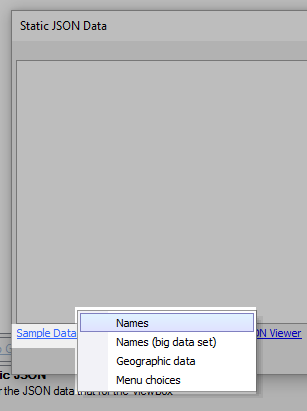 Static JSON Data
Names
Sample Data
ON Viewer
Names (big data set)
Geographic data
Menu choices
tic JSON
r the JSON data that for the ViewBox